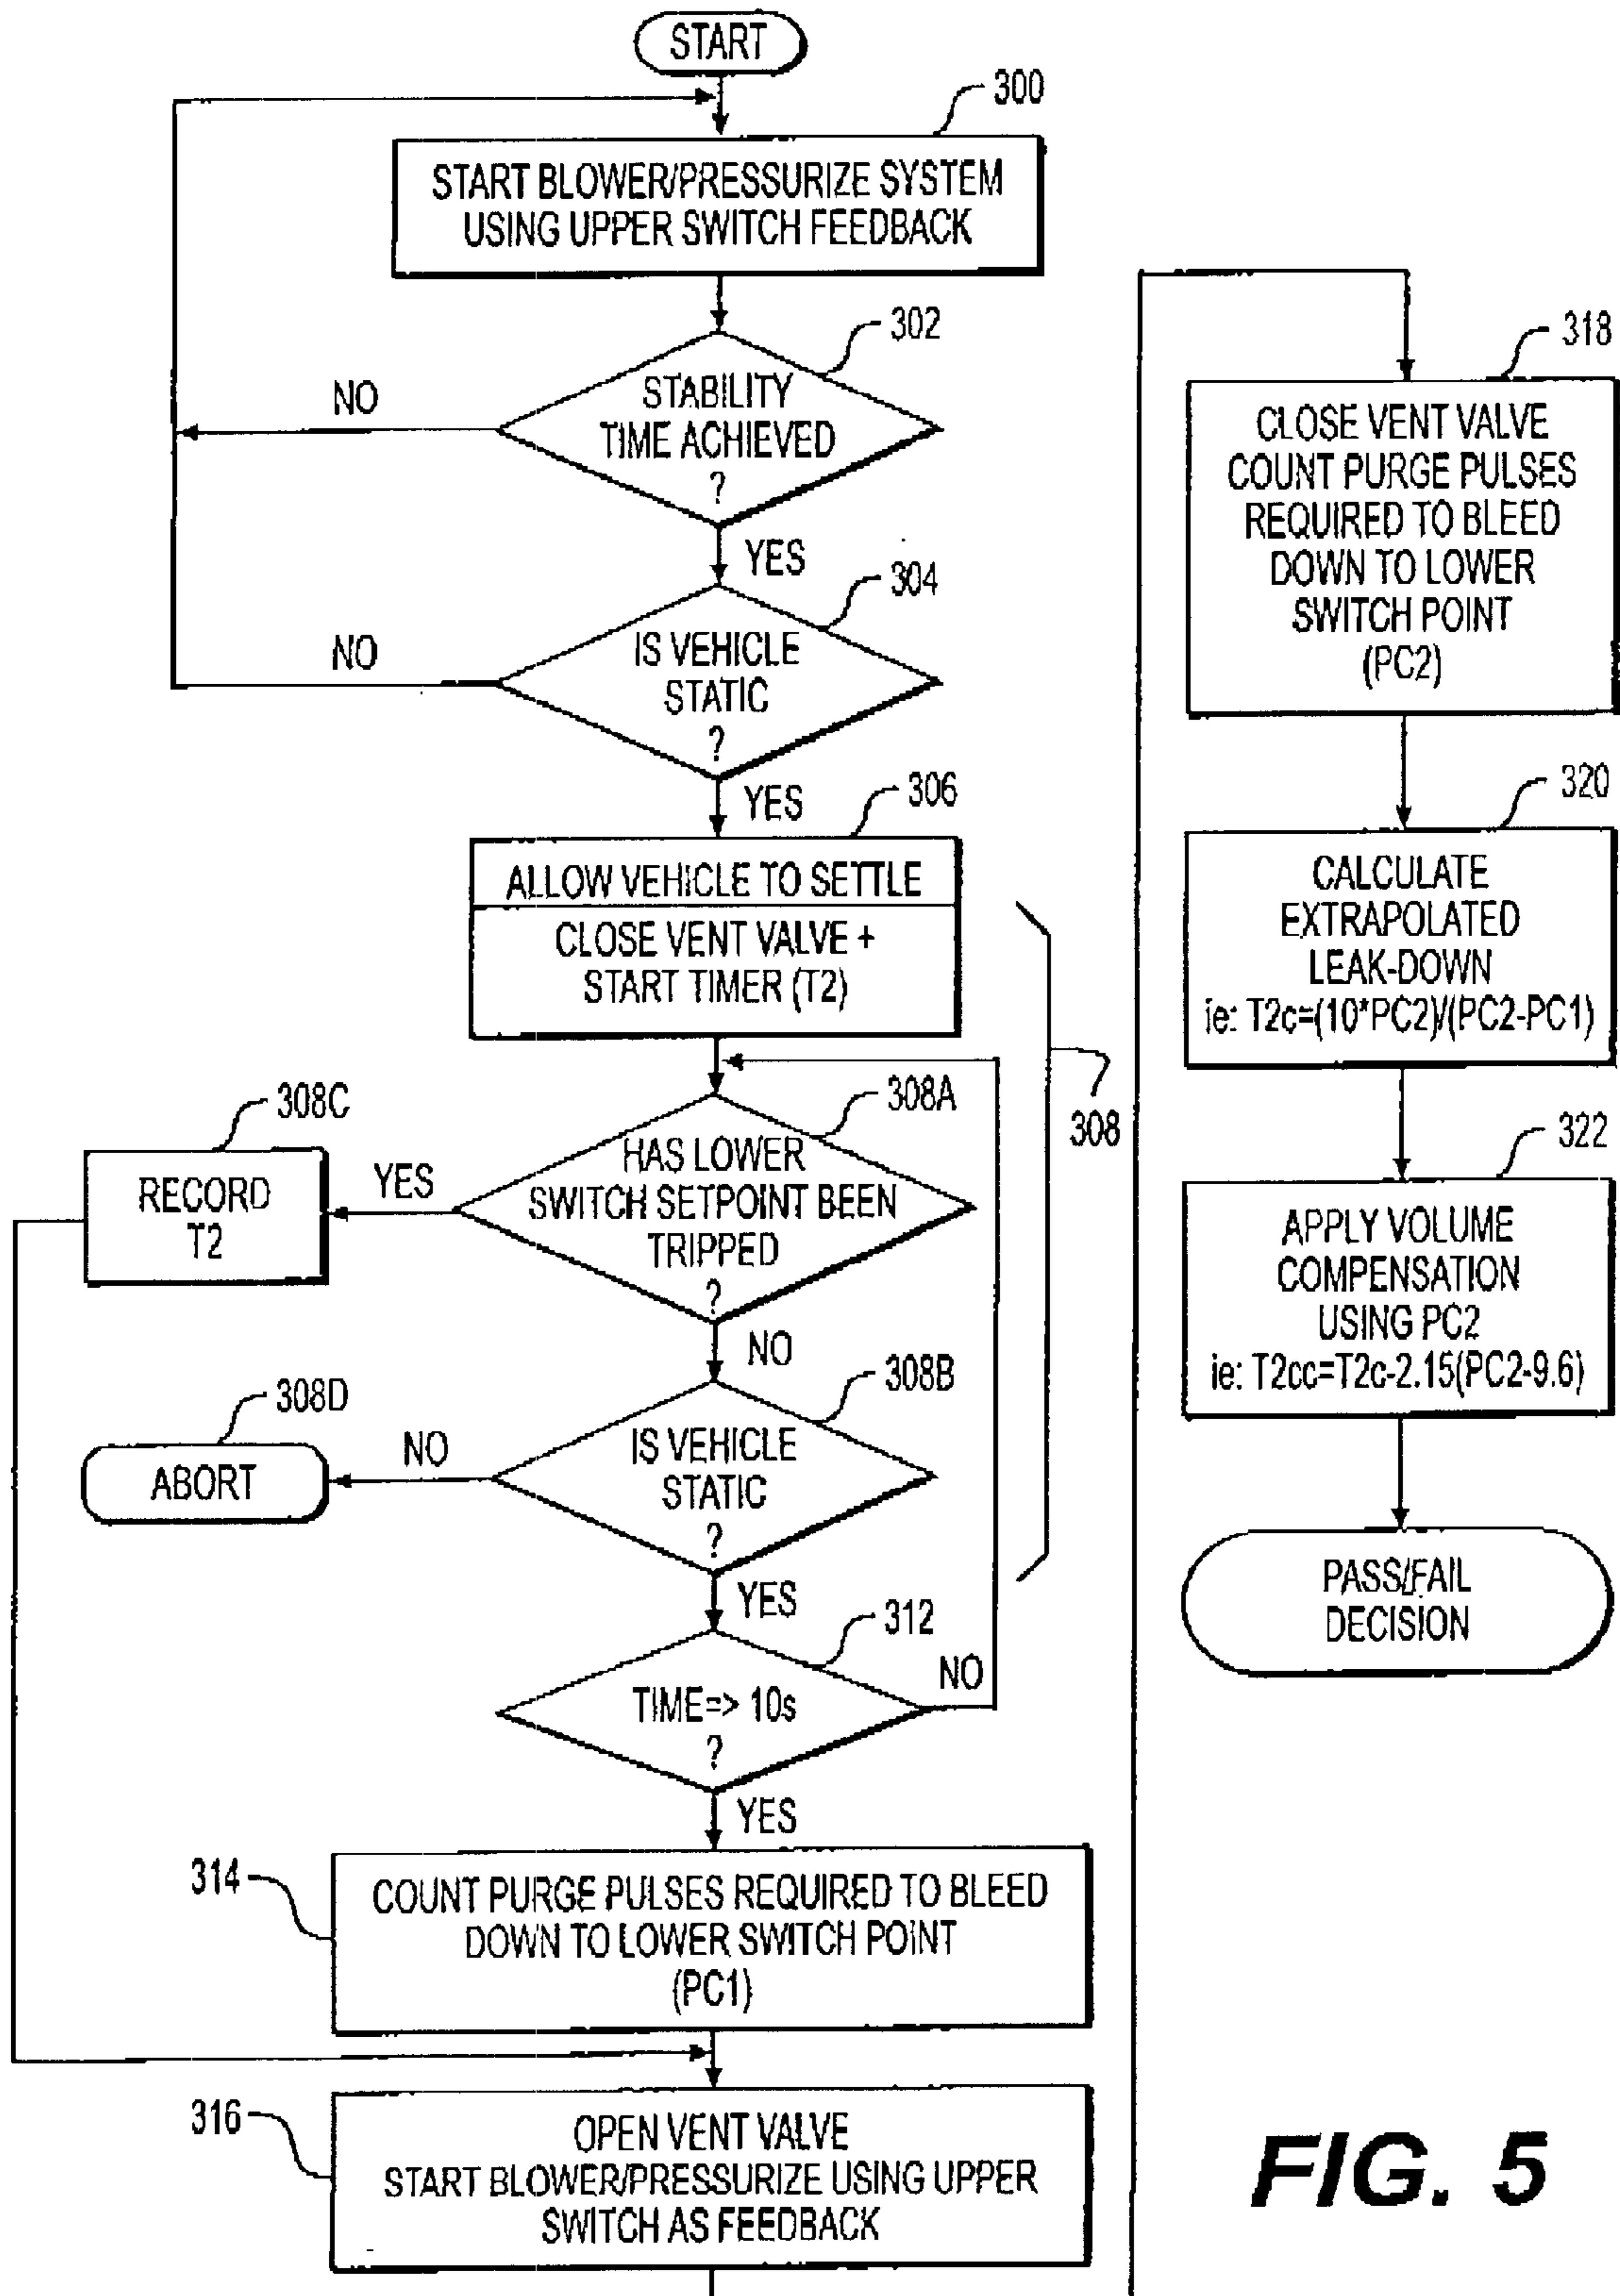 START
300
START BLOWER/PRESSURIZE SYSTEM
USING UPPER SWITCH FEEDBACK
302
STABILITY
TIME ACHIEVED
?
NO
YES
304
IS VEHICLE
STATIC
?
NO
YES
306
ALLOW VEHICLE TO SETTLE
CLOSE VENT VALVE +
START TIMER (T2)
308
308A
HAS LOWER
SWITCH SETPOINT BEEN
TRIPPED
?
YES
308C
RECORD
T2
NO
308B
IS VEHICLE
STATIC
?
NO
308D
ABORT
YES
312
TIME=> 10s
?
NO
YES
314
COUNT PURGE PULSES REQUIRED TO BLEED
DOWN TO LOWER SWITCH POINT
(PC1)
316
OPEN VENT VALVE
START BLOWER/PRESSURIZE USING UPPER
SWITCH AS FEEDBACK
318
CLOSE VENT VALVE
COUNT PURGE PULSES
REQUIRED TO BLEED
DOWN TO LOWER
SWITCH POINT
(PC2)
320
CALCULATE
EXTRAPOLATED
LEAK-DOWN
ie: T2c=(10*PC2)/(PC2-PC1)
322
APPLY VOLUME
COMPENSATION
USING PC2
ie: T2cc=T2c-2.15(PC2-9.6)
PASS/FAIL
DECISION
FIG. 5